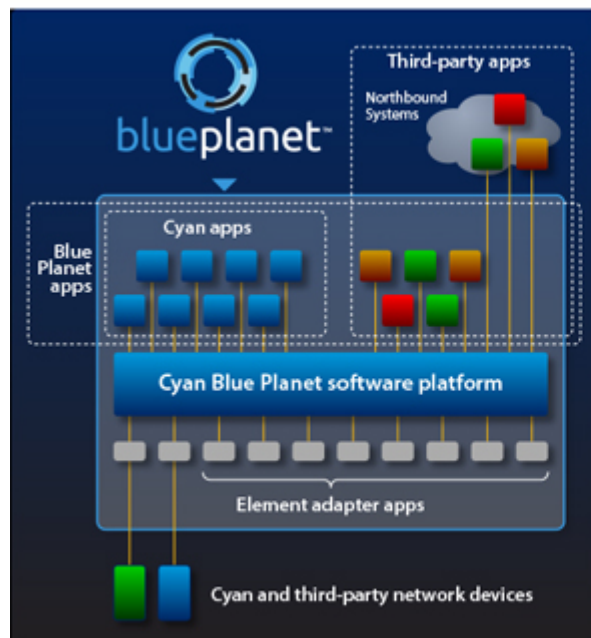 blueplanet™
Third-party apps
Northbound
Systems
Cyan apps
Blue
Planet
apps
Cyan Blue Planet software platform
Element adapter apps
Cyan and third-party network devices